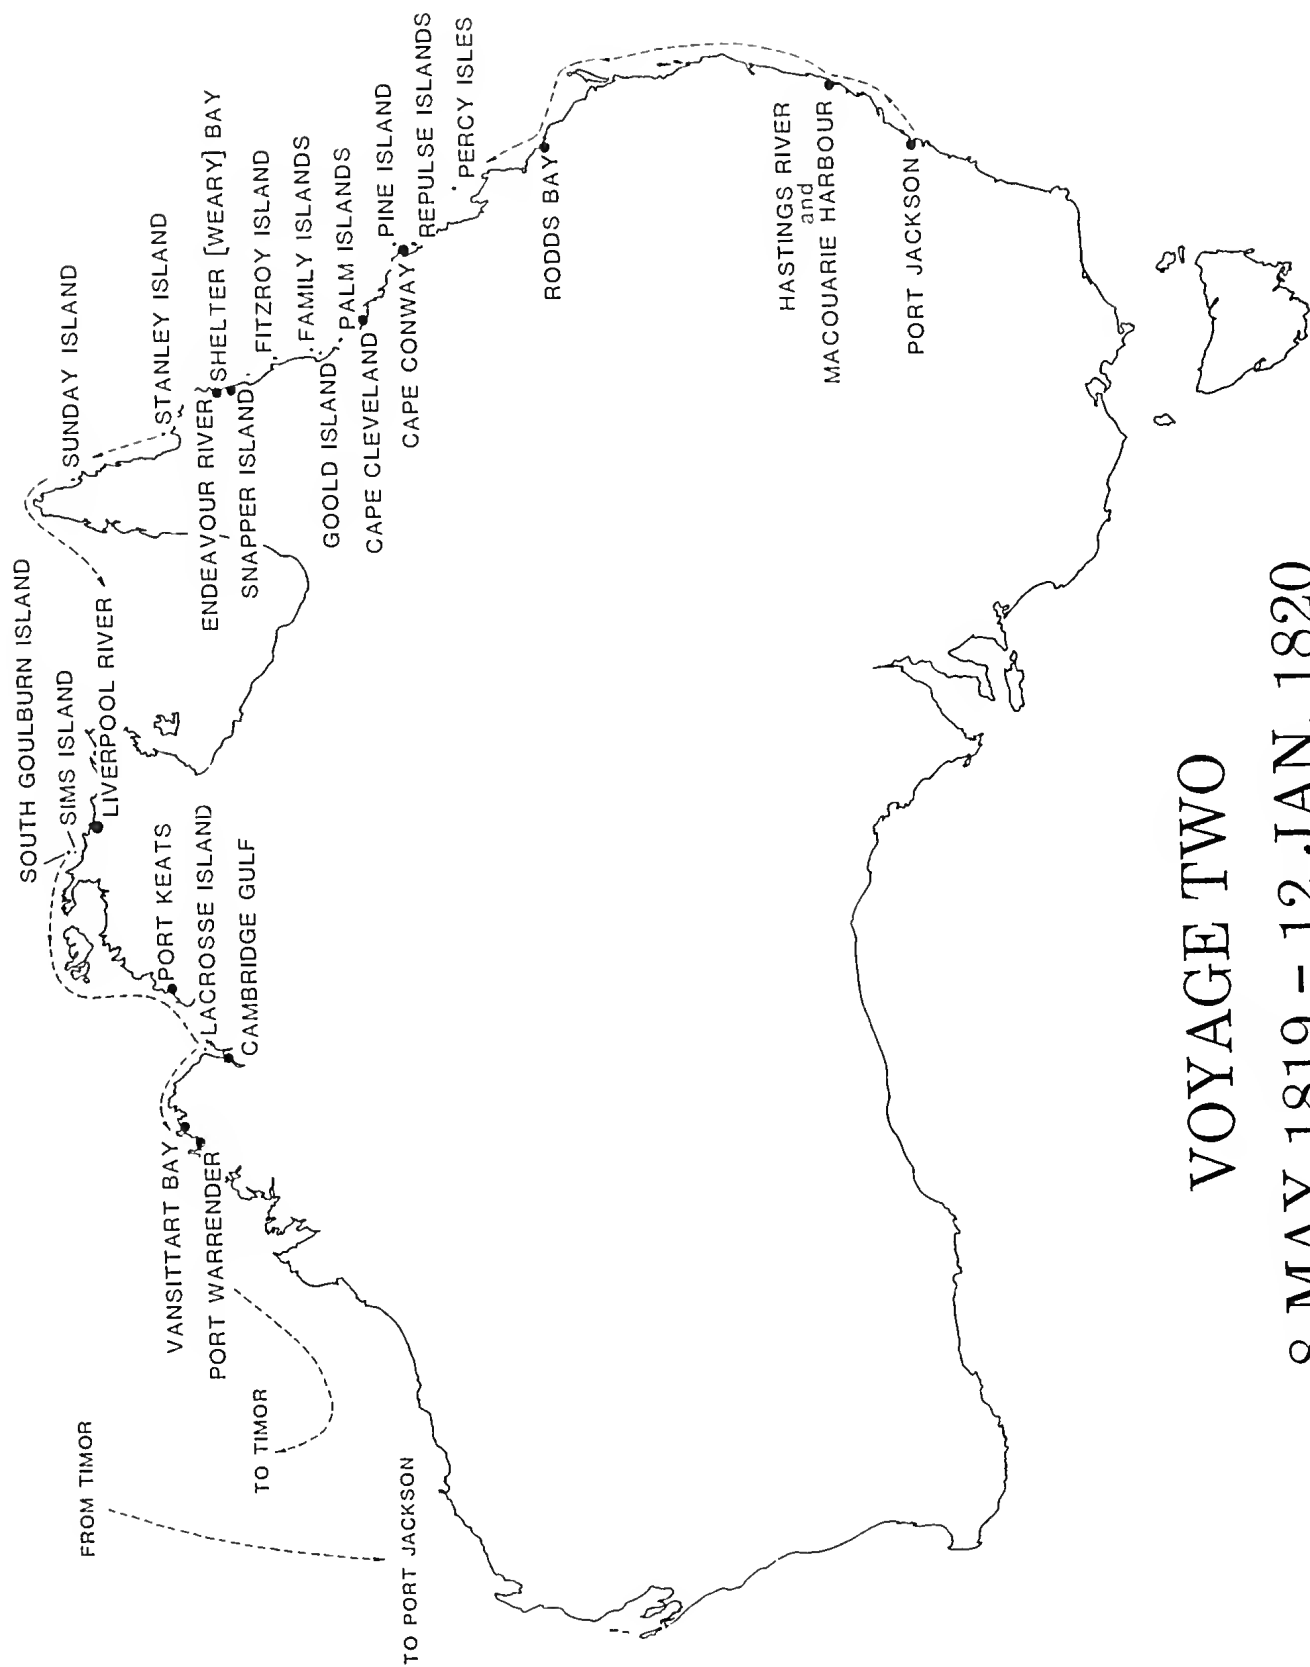 SUNDAY ISLAND
STANLEY ISLAND
SHELTER [WEARY] BAY
FITZROY ISLAND
FAMILY ISLANDS
PALM ISLANDS
PINE ISLAND
REPULSE ISLANDS
PERCY ISLES
ENDEAVOUR RIVER
SNAPPER ISLAND
GOOLD ISLAND
CAPE CLEVELAND
CAPE CONWAY
RODDS BAY
HASTINGS RIVER
and
MACOUARIE HARBOUR
PORT JACKSON
SOUTH GOULBURN ISLAND
SIMS ISLAND
LIVERPOOL RIVER
PORT KEATS
LACROSSE ISLAND
CAMBRIDGE GULF
VANSITTART BAY
PORT WARRENDER
TO TIMOR
FROM TIMOR
TO PORT JACKSON
VOYAGE TWO
8 MAY 1819 – 12 JAN. 1820